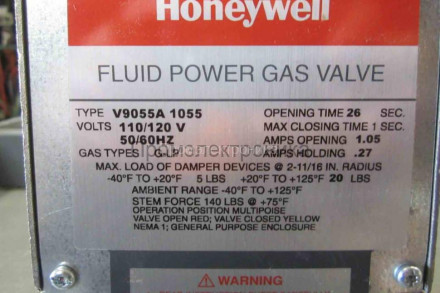 Honeywell
FLUID POWER GAS VALVE
TYPE V9055A 1055 OPENING TIME 26 SEC.
VOLTS 110/120 V MAX CLOSING TIME 1 SEC.
50/60HZ AMPS OPENING 1.05
GAS TYPES G-LP AMPS HOLDING .27
MAX. LOAD OF DAMPER DEVICES @ 2-11/16 IN. RADIUS
-40°F TO +20°F 5 LBS +20°F TO +125°F 20 LBS
AMBIENT RANGE -40°F TO +125°F
STEM FORCE 140 LBS @ +75°F
OPERATION POSITION MULTIPOISE
VALVE OPEN RED; VALVE CLOSED YELLOW
NEMA 1; GENERAL PURPOSE ENCLOSURE
WARNING